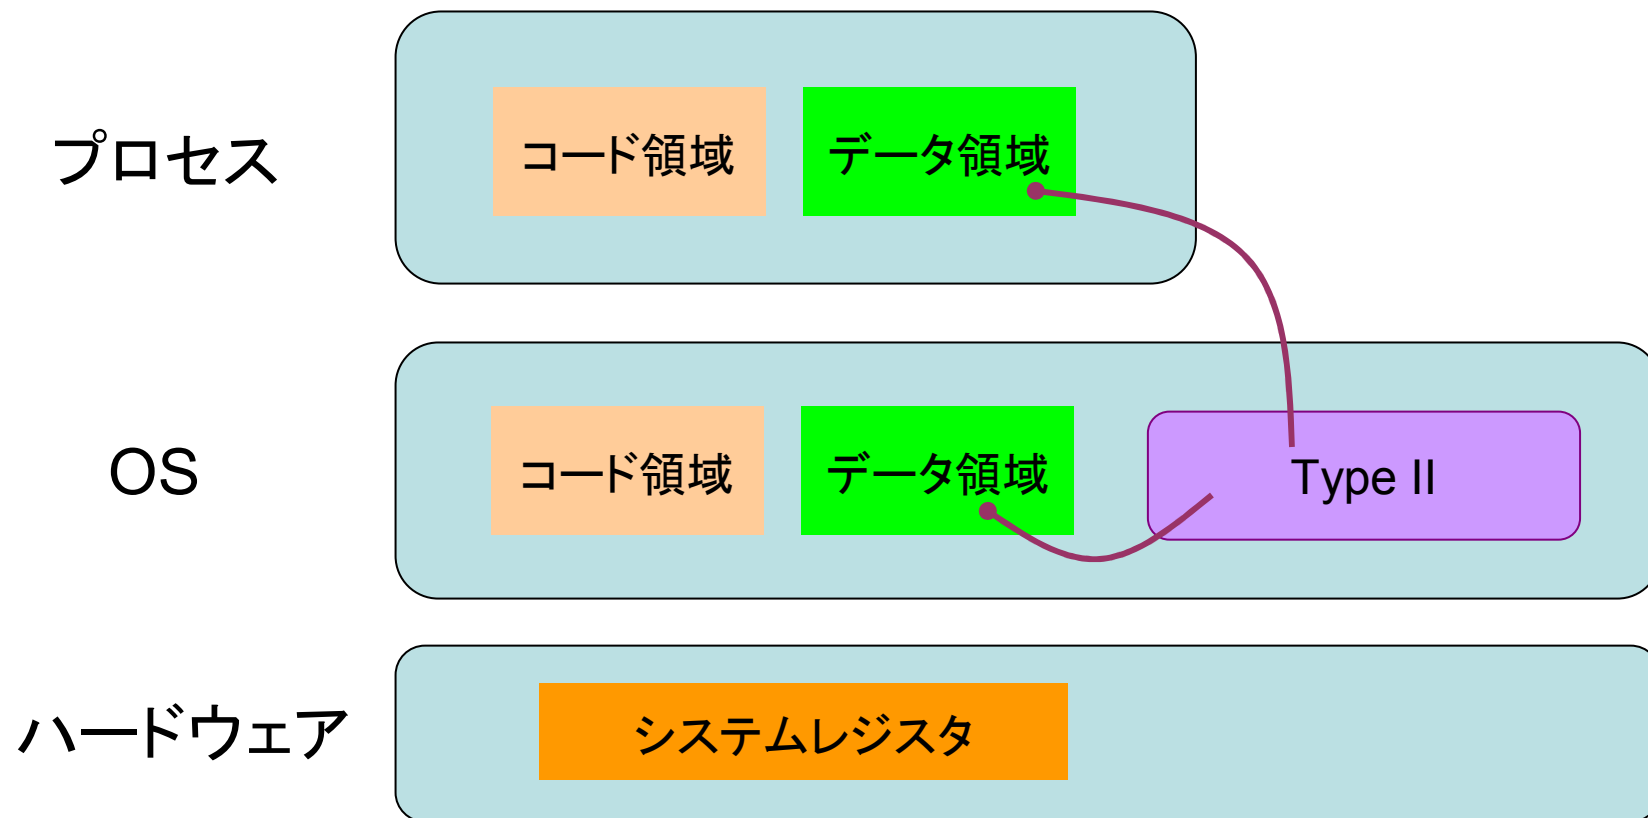 プロセス
コード領域
データ領域
OS
コード領域
データ領域
Type II
ハードウェア
システムレジスタ